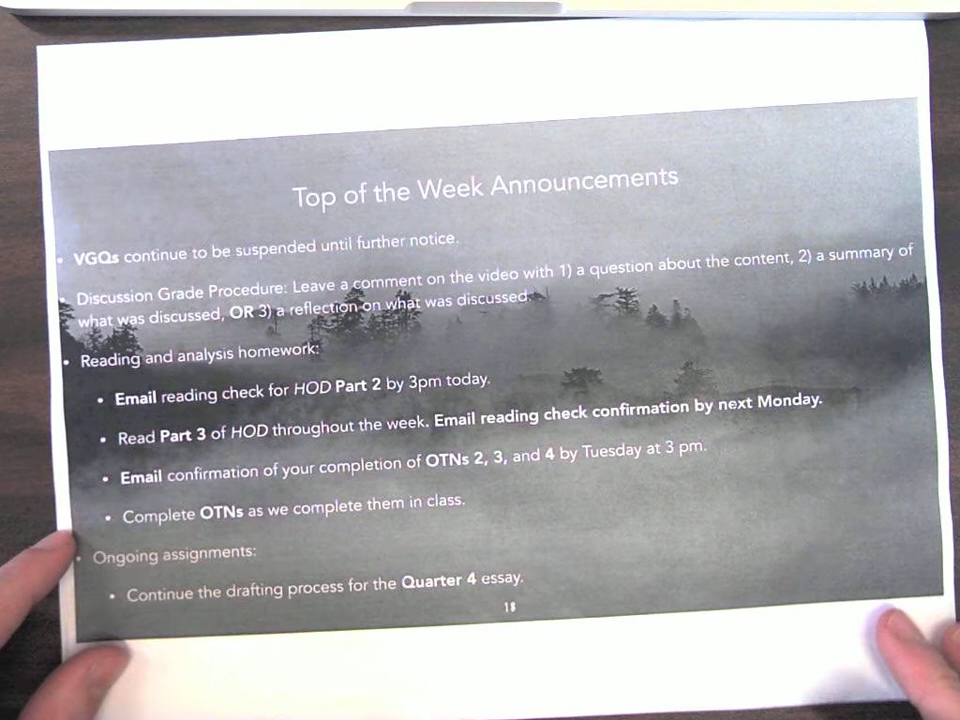 Top of the Week Announcements
• VGQs continue to be suspended until further notice.
Discussion Grade Procedure: Leave a comment on the video with 1) a question about the content, 2) a summary of
what was discussed, OR 3) a reflection on what was discussed.
• Reading and analysis homework:
• Email reading check for HOD Part 2 by 3pm today.
• Read Part 3 of HOD throughout the week. Email reading check confirmation by next Monday.
• Email confirmation of your completion of OTNs 2, 3, and 4 by Tuesday at 3 pm.
• Complete OTNs as we complete them in class.
• Ongoing assignments:
• Continue the drafting process for the Quarter 4 essay.
18